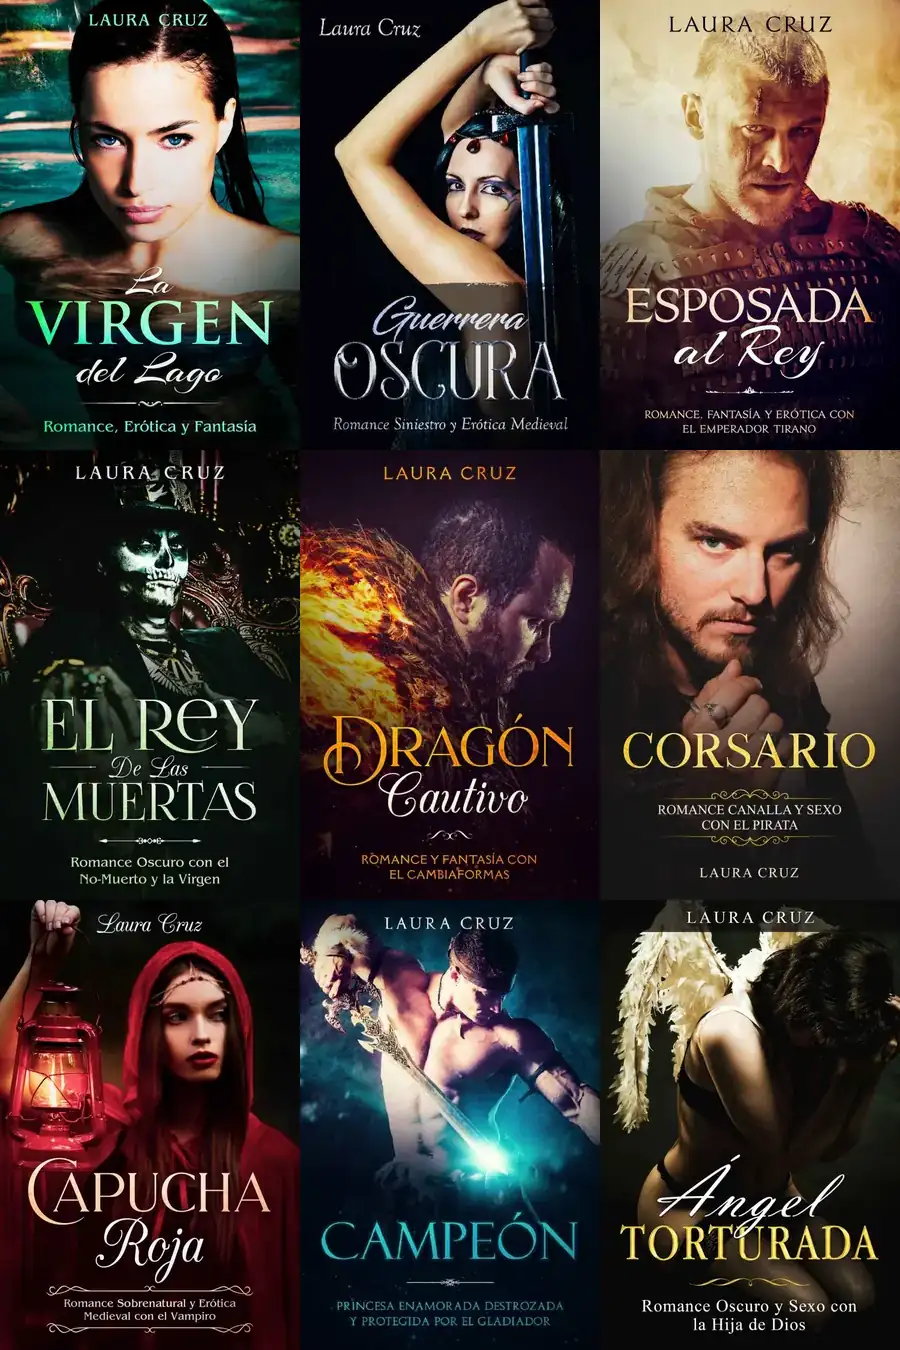 LAURA CRUZ
La
VIRGEN
del Lago
Romance, Erótica y Fantasía
Laura Cruz
Guerrera
OSCURA
Romance Siniestro y Erótica Medieval
LAURA CRUZ
ESPOSADA
al Rey
ROMANCE, FANTASÍA Y ERÓTICA CON
EL EMPERADOR TIRANO
LAURA CRUZ
EL REY
De Las
MUERTAS
Romance Oscuro con el
No-Muerto y la Virgen
LAURA CRUZ
DRAGÓN
Cautivo
ROMANCE Y FANTASÍA CON
EL CAMBIAFORMAS
CORSARIO
ROMANCE CANALLA Y SEXO
CON EL PIRATA
LAURA CRUZ
Laura Cruz
CAPUCHA
Roja
Romance Sobrenatural y Erótica
Medieval con el Vampiro
LAURA CRUZ
CAMPEÓN
PRINCESA ENAMORADA DESTROZADA
Y PROTEGIDA POR EL GLADIADOR
LAURA CRUZ
Ángel
TORTURADA
Romance Oscuro y Sexo con
la Hija de Dios